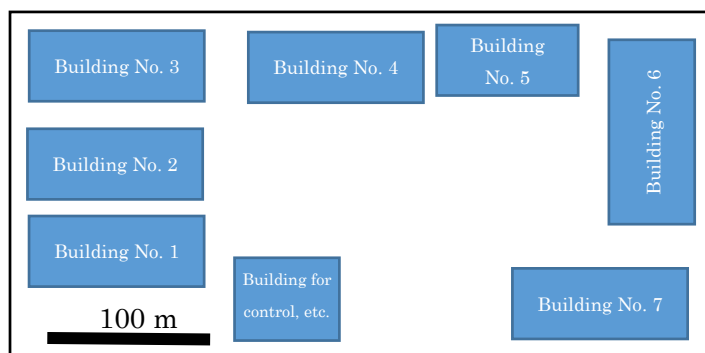 Building No. 3
Building No. 4
Building
No. 5
Building No. 6
Building No. 2
Building No. 1
Building for
control, etc.
Building No. 7
100 m